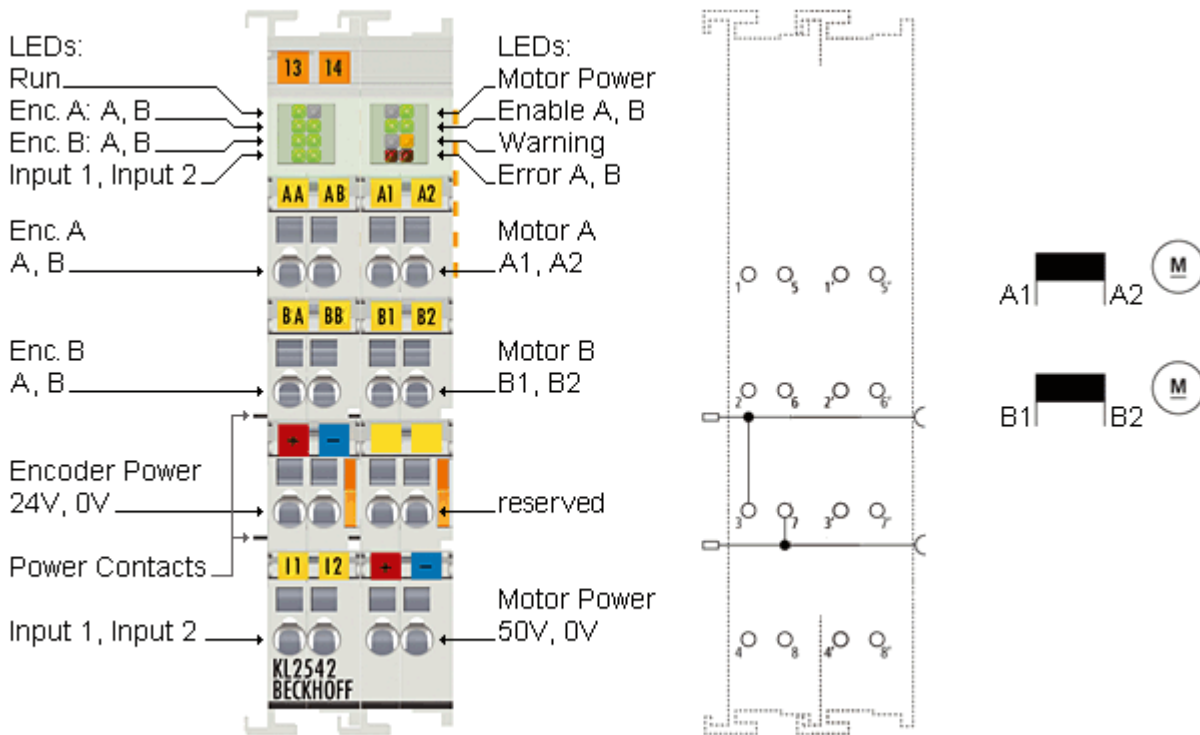 LEDs:
Run
Enc. A: A, B
Enc. B: A, B
Input 1, Input 2
Enc. A
A, B
Enc. B
A, B
Encoder Power
24V, 0V
Power Contacts
Input 1, Input 2
13 14
AA AB A1 A2
BA BB B1 B2
+ −
I1 I2 + −
KL2542
BECKHOFF
LEDs:
Motor Power
Enable A, B
Warning
Error A, B
Motor A
A1, A2
Motor B
B1, B2
reserved
Motor Power
50V, 0V
1 5 1' 5'
2 6 2' 6'
3 7 3' 7'
4 8 4' 8'
A1 A2 M
B1 B2 M